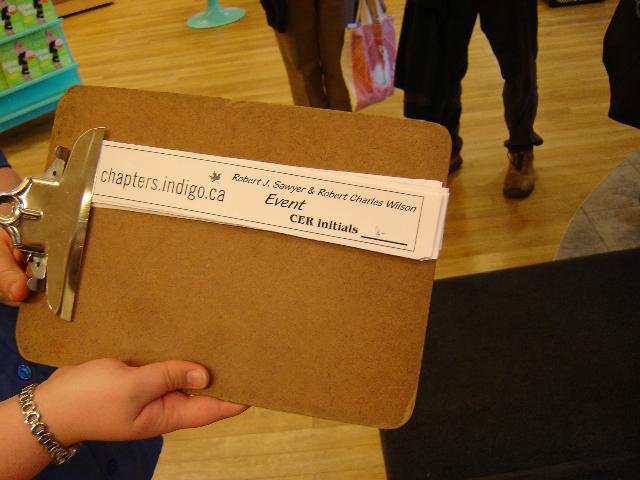 chapters.indigo.ca
Robert J. Sawyer & Robert Charles Wilson
Event
CER initials